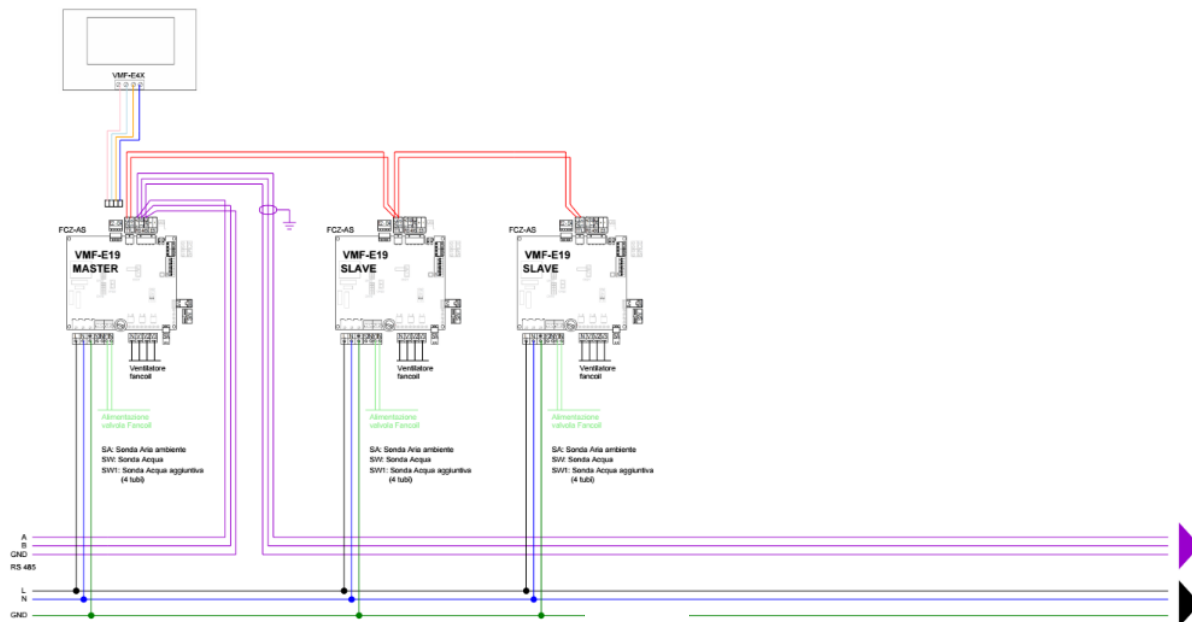 VMF-E4X
FCZ-AS
VMF-E19
MASTER
FCZ-AS
VMF-E19
SLAVE
FCZ-AS
VMF-E19
SLAVE
Ventilatore
fancoil
Ventilatore
fancoil
Ventilatore
fancoil
Alimentazione
valvola Fancoil
Alimentazione
valvola Fancoil
Alimentazione
valvola Fancoil
SA: Sonda Aria ambiente
SW: Sonda Acqua
SW1: Sonda Acqua aggiuntiva
(4 tubi)
SA: Sonda Aria ambiente
SW: Sonda Acqua
SW1: Sonda Acqua aggiuntiva
(4 tubi)
SA: Sonda Aria ambiente
SW: Sonda Acqua
SW1: Sonda Acqua aggiuntiva
(4 tubi)
A
B
GND
RS 485
L
N
GND